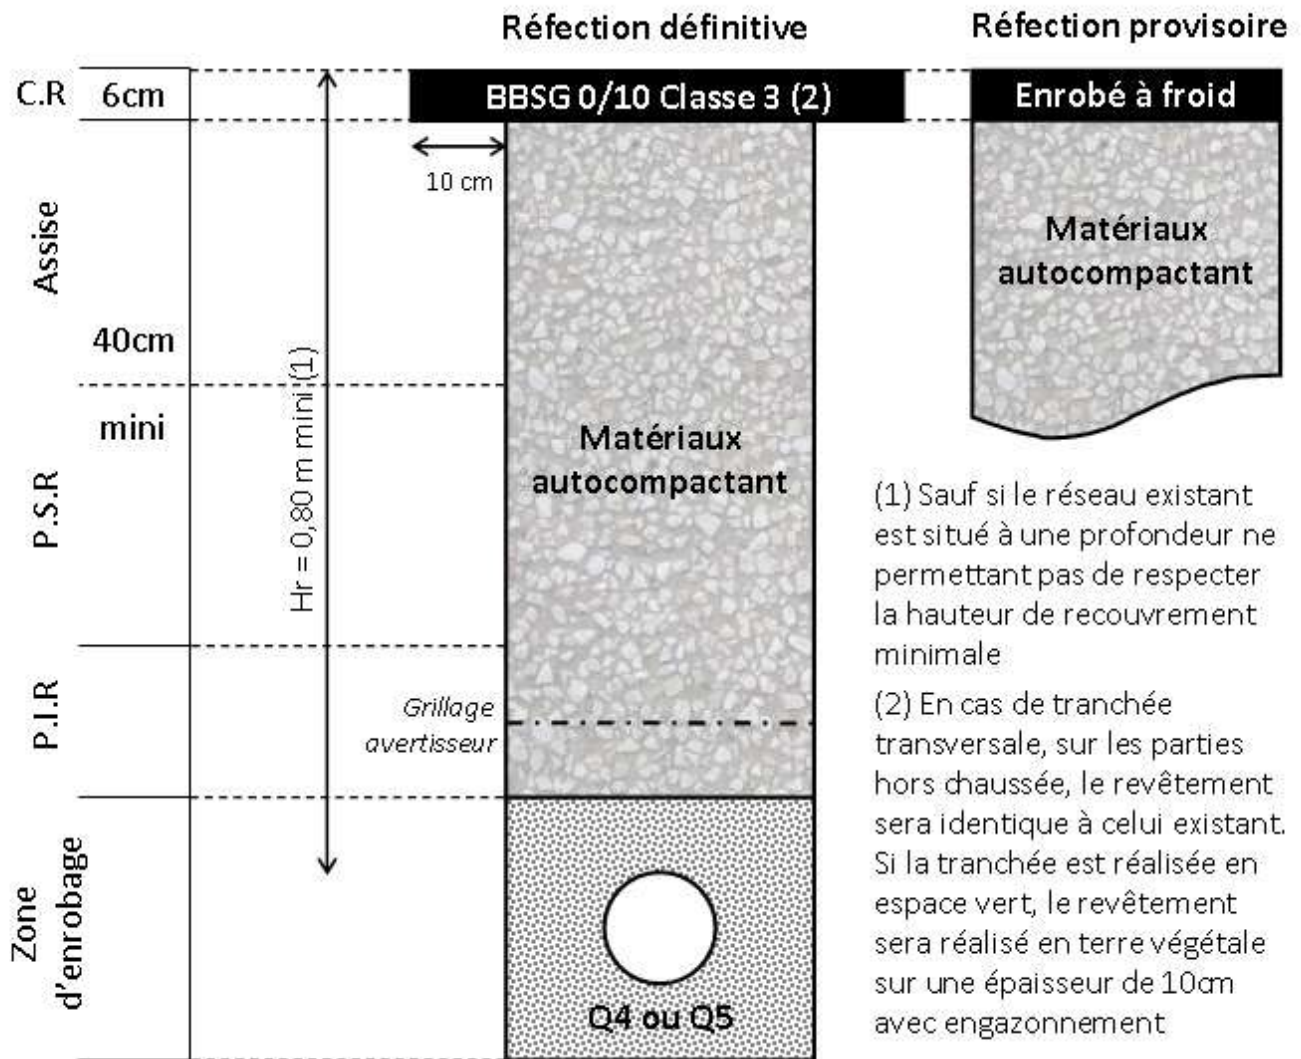 Réfection définitive
Réfection provisoire
C.R
6cm
BBSG 0/10 Classe 3 (2)
Enrobé à froid
10 cm
Assise
40cm
mini
Hr = 0,80 m mini (1)
Matériaux
autocompactant
Matériaux
autocompactant
P.S.R
P.I.R
Grillage
avertisseur
Zone
d'enrobage
Q4 ou Q5
(1) Sauf si le réseau existant
est situé à une profondeur ne
permettant pas de respecter
la hauteur de recouvrement
minimale
(2) En cas de tranchée
transversale, sur les parties
hors chaussée, le revêtement
sera identique à celui existant.
Si la tranchée est réalisée en
espace vert, le revêtement
sera réalisé en terre végétale
sur une épaisseur de 10cm
avec engazonnement